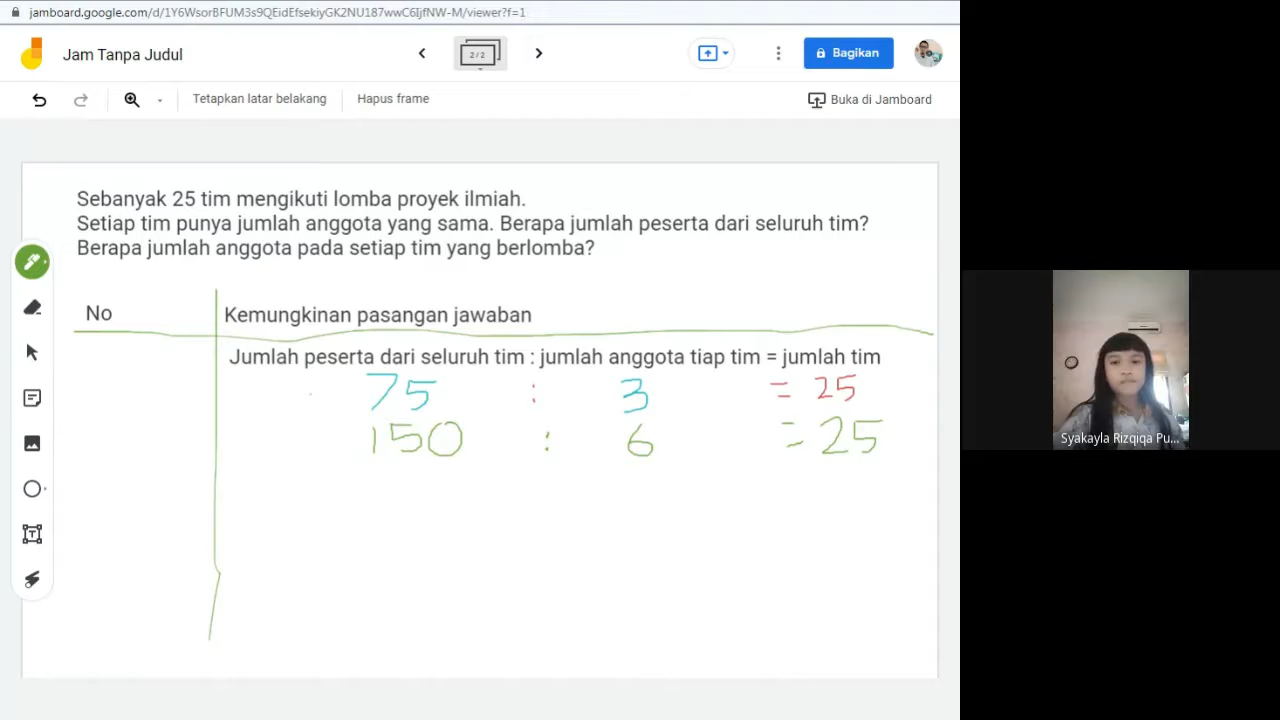 jamboard.google.com/d/1Y6WsorBFUM3s9QEidEfsekiyGK2NU187wwC6IjfNW-M/viewer?f=1
Jam Tanpa Judul
2/2
Bagikan
Tetapkan latar belakang
Hapus frame
Buka di Jamboard
Sebanyak 25 tim mengikuti lomba proyek ilmiah.
Setiap tim punya jumlah anggota yang sama. Berapa jumlah peserta dari seluruh tim?
Berapa jumlah anggota pada setiap tim yang berlomba?
No
Kemungkinan pasangan jawaban
Jumlah peserta dari seluruh tim : jumlah anggota tiap tim = jumlah tim
75 : 3 = 25
150 : 6 = 25
Syakayla Rizqiqa Pu...